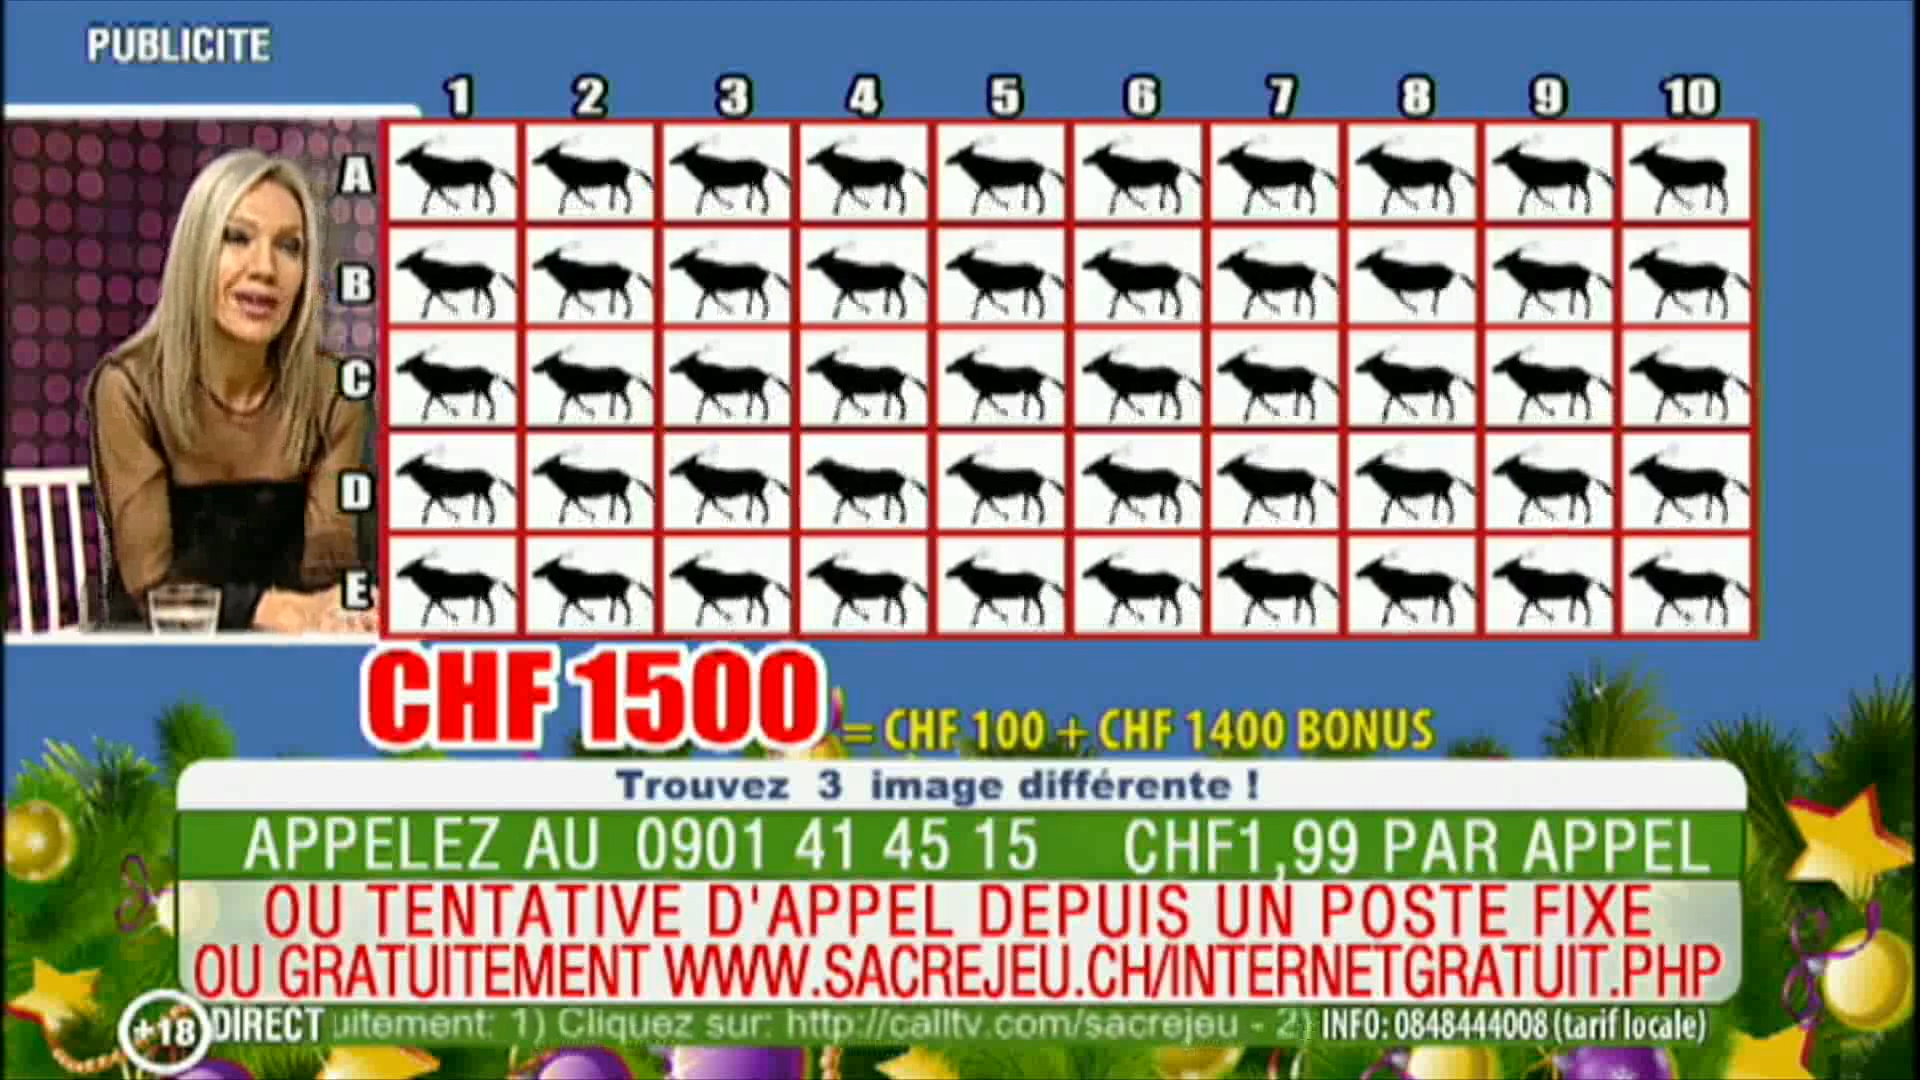 PUBLICITE
1 2 3 4 5 6 7 8 9 10
A
B
C
D
E
CHF 1500 = CHF 100 + CHF 1400 BONUS
Trouvez 3 image différente !
APPELEZ AU 0901 41 45 15 CHF1,99 PAR APPEL
OU TENTATIVE D'APPEL DEPUIS UN POSTE FIXE
OU GRATUITEMENT WWW.SACREJEU.CH/INTERNETGRATUIT.PHP
+18 DIRECT uitement: 1) Cliquez sur: http://calltv.com/sacrejeu - 2) INFO: 0848444008 (tarif locale)